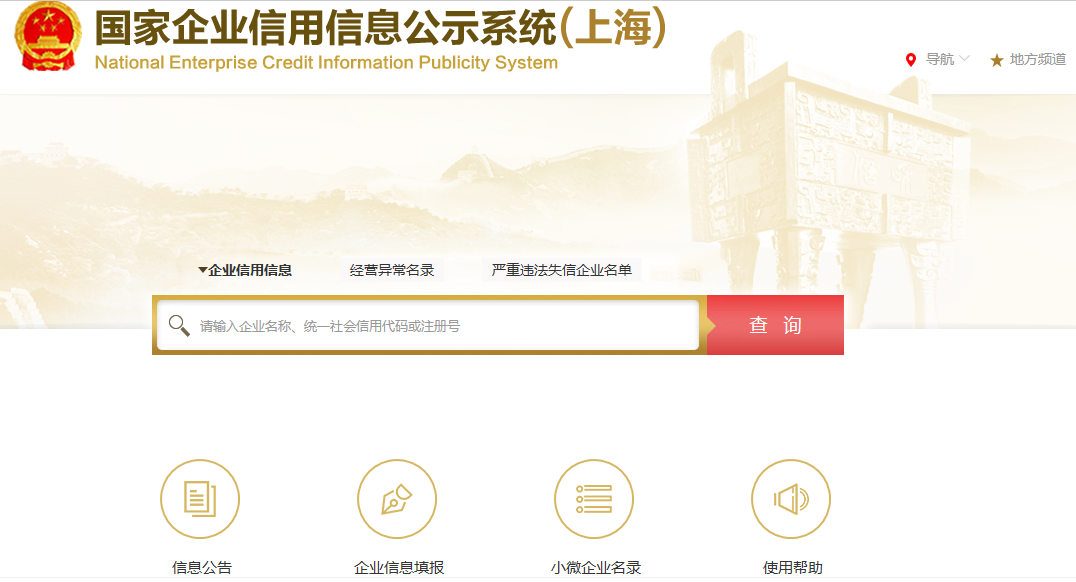 国家企业信用信息公示系统(上海)
National Enterprise Credit Information Publicity System
导航
地方频道
企业信用信息
经营异常名录
严重违法失信企业名单
请输入企业名称、统一社会信用代码或注册号
查 询
信息公告
企业信息填报
小微企业名录
使用帮助